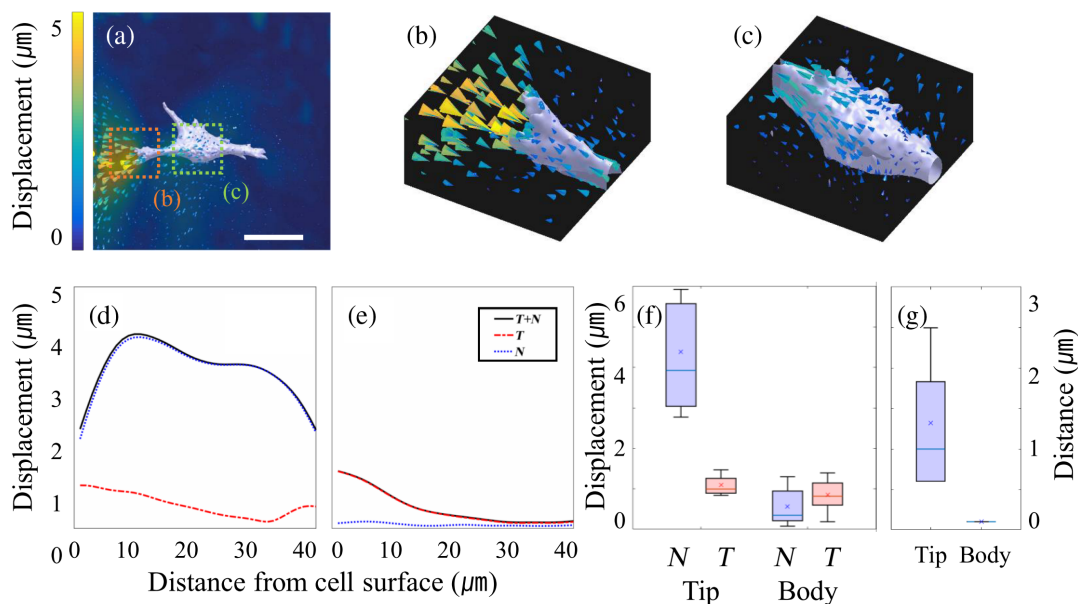 Displacement (μm)
5
0
(a)
(b)
(c)
(b)
(c)
Displacement (μm)
5
4
3
2
1
0
(d)
0
10
20
30
40
(e)
T+N
T
N
0
10
20
30
40
Distance from cell surface (μm)
Displacement (μm)
6
4
2
0
(f)
N
T
N
T
Tip
Body
(g)
3
2
1
0
Distance (μm)
Tip
Body